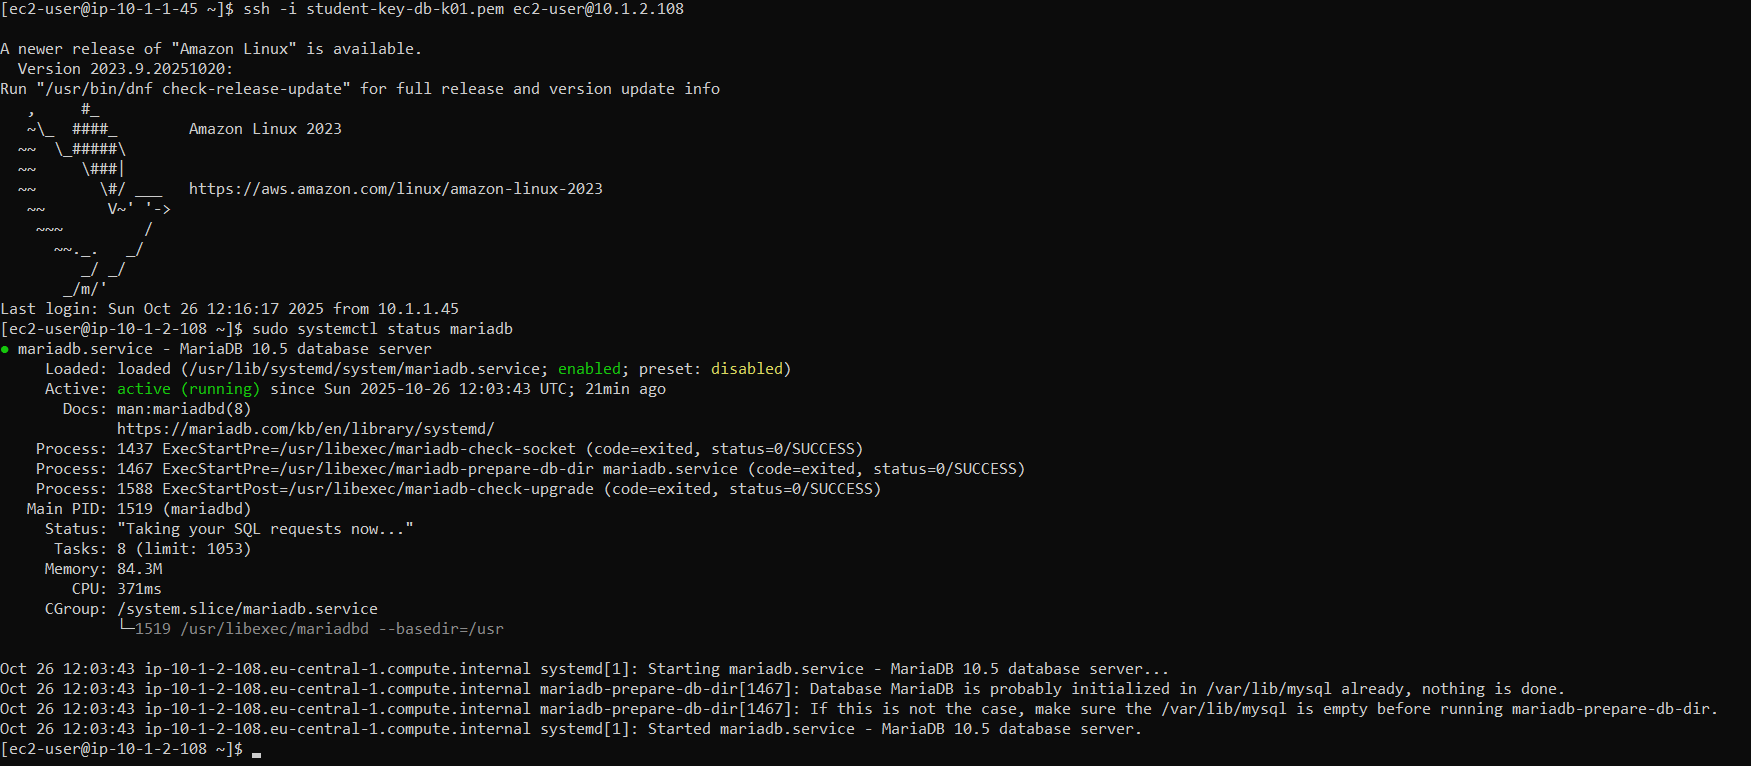 [ec2-user@ip-10-1-1-45 ~]$ ssh -i student-key-db-k01.pem ec2-user@10.1.2.108

A newer release of "Amazon Linux" is available.
  Version 2023.9.20251020:
Run "/usr/bin/dnf check-release-update" for full release and version update info
   ,     #_
   ~\_  ####_        Amazon Linux 2023
  ~~  \_#####\
  ~~     \###|
  ~~       \#/ ___   https://aws.amazon.com/linux/amazon-linux-2023
   ~~       V~' '->
    ~~~         /
      ~~._.   _/
         _/ _/
       _/m/'
Last login: Sun Oct 26 12:16:17 2025 from 10.1.1.45
[ec2-user@ip-10-1-2-108 ~]$ sudo systemctl status mariadb
● mariadb.service - MariaDB 10.5 database server
     Loaded: loaded (/usr/lib/systemd/system/mariadb.service; enabled; preset: disabled)
     Active: active (running) since Sun 2025-10-26 12:03:43 UTC; 21min ago
       Docs: man:mariadbd(8)
             https://mariadb.com/kb/en/library/systemd/
    Process: 1437 ExecStartPre=/usr/libexec/mariadb-check-socket (code=exited, status=0/SUCCESS)
    Process: 1467 ExecStartPre=/usr/libexec/mariadb-prepare-db-dir mariadb.service (code=exited, status=0/SUCCESS)
    Process: 1588 ExecStartPost=/usr/libexec/mariadb-check-upgrade (code=exited, status=0/SUCCESS)
   Main PID: 1519 (mariadbd)
     Status: "Taking your SQL requests now..."
      Tasks: 8 (limit: 1053)
     Memory: 84.3M
        CPU: 371ms
     CGroup: /system.slice/mariadb.service
             └─1519 /usr/libexec/mariadbd --basedir=/usr

Oct 26 12:03:43 ip-10-1-2-108.eu-central-1.compute.internal systemd[1]: Starting mariadb.service - MariaDB 10.5 database server...
Oct 26 12:03:43 ip-10-1-2-108.eu-central-1.compute.internal mariadb-prepare-db-dir[1467]: Database MariaDB is probably initialized in /var/lib/mysql already, nothing is done.
Oct 26 12:03:43 ip-10-1-2-108.eu-central-1.compute.internal mariadb-prepare-db-dir[1467]: If this is not the case, make sure the /var/lib/mysql is empty before running mariadb-prepare-db-dir.
Oct 26 12:03:43 ip-10-1-2-108.eu-central-1.compute.internal systemd[1]: Started mariadb.service - MariaDB 10.5 database server.
[ec2-user@ip-10-1-2-108 ~]$ _